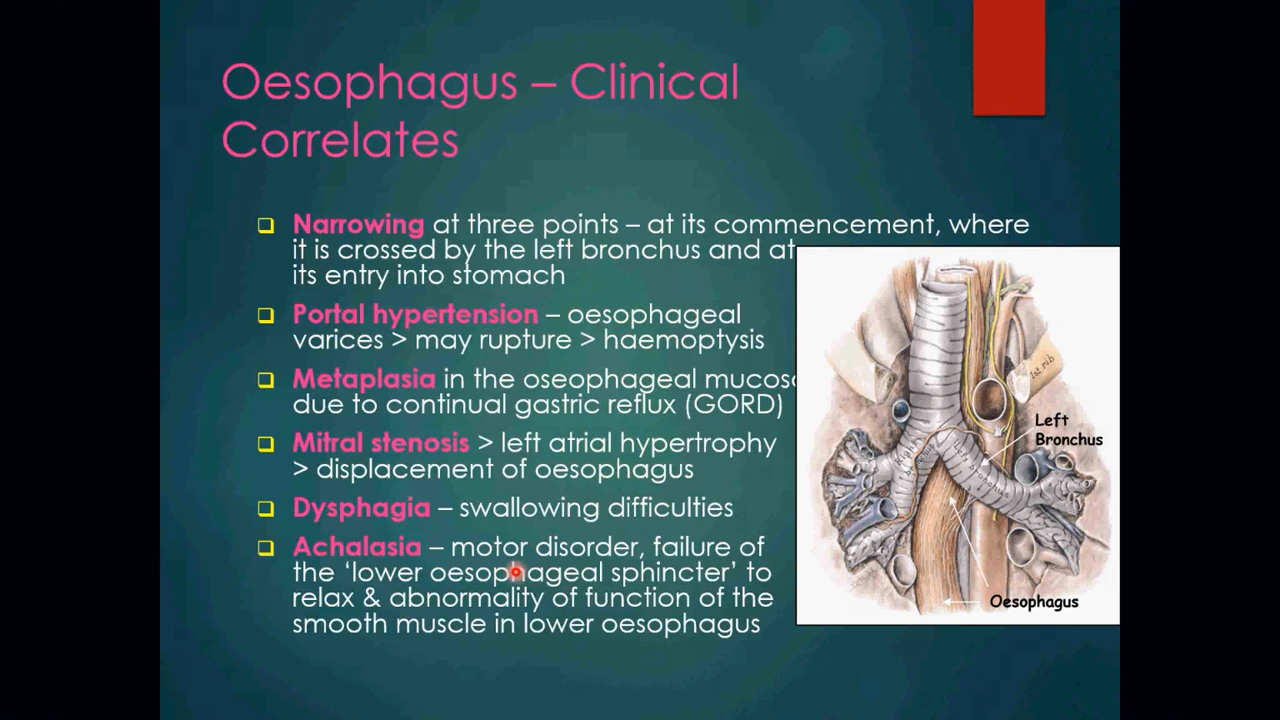 Oesophagus – Clinical
Correlates
Narrowing at three points – at its commencement, where
it is crossed by the left bronchus and at
its entry into stomach
Portal hypertension – oesophageal
varices > may rupture > haemoptysis
Metaplasia in the oseophageal mucosa
due to continual gastric reflux (GORD)
Mitral stenosis > left atrial hypertrophy
> displacement of oesophagus
Dysphagia – swallowing difficulties
Achalasia – motor disorder, failure of
the ‘lower oesophageal sphincter’ to
relax & abnormality of function of the
smooth muscle in lower oesophagus
1st rib
Left
Bronchus
Oesophagus